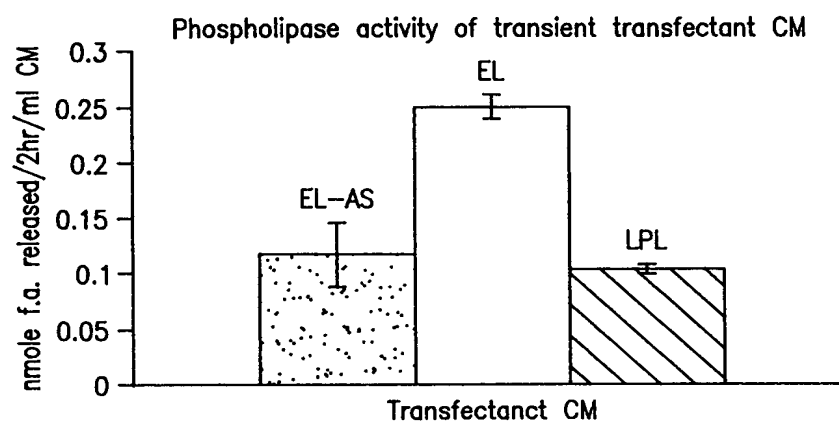 Phospholipase activity of transient transfectant CM
nmole f.a. released/2hr/ml CM
0.3
0.25
0.2
0.15
0.1
0.05
0
EL-AS
EL
LPL
Transfectanct CM